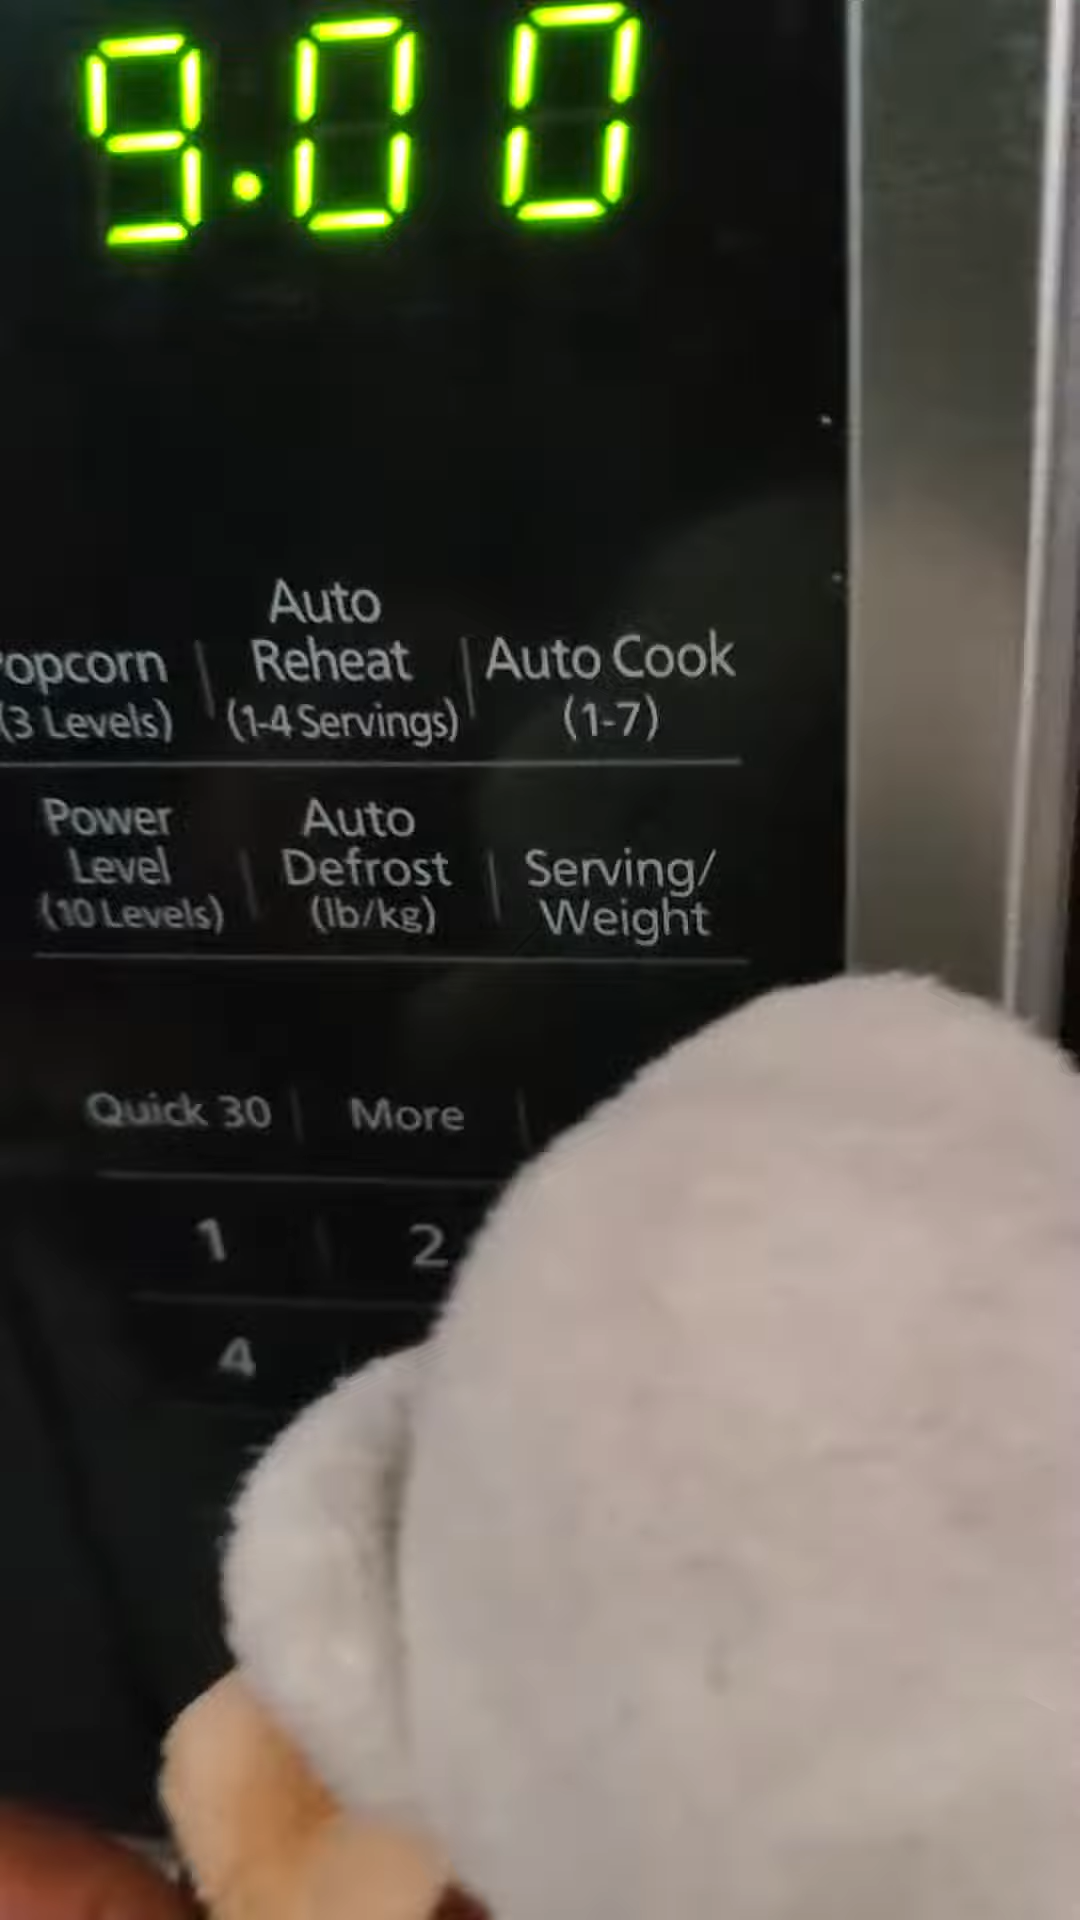 9.00
Popcorn
(3 Levels)
Auto
Reheat
(1-4 Servings)
Auto Cook
(1-7)
Power
Level
(10 Levels)
Auto
Defrost
(lb/kg)
Serving/
Weight
Quick 30
More
1
2
4